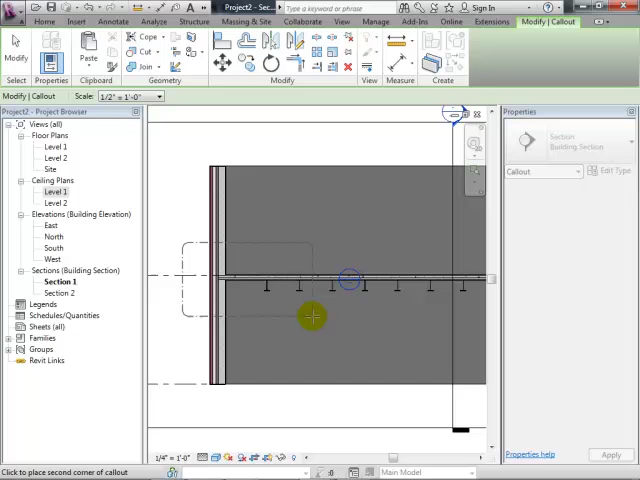 Project2 - Sec...
Type a keyword or phrase
Sign In
Home
Insert
Annotate
Analyze
Structure
Massing & Site
Collaborate
View
Manage
Add-Ins
Online
Extensions
Modify | Callout
Modify
Properties
Paste
Cope
Cut
Join
Select
Properties
Clipboard
Geometry
Modify
View
Measure
Create
Modify | Callout
Scale: 1/2" = 1'-0"
Project2 - Project Browser
Properties
Views (all)
Floor Plans
Level 1
Level 2
Site
Ceiling Plans
Level 1
Level 2
Elevations (Building Elevation)
East
North
South
West
Sections (Building Section)
Section 1
Section 2
Legends
Schedules/Quantities
Sheets (all)
Families
Groups
Revit Links
Section
Building Section
Callout
Edit Type
Properties help
Apply
1/4" = 1'-0"
Click to place second corner of callout
:0
Main Model